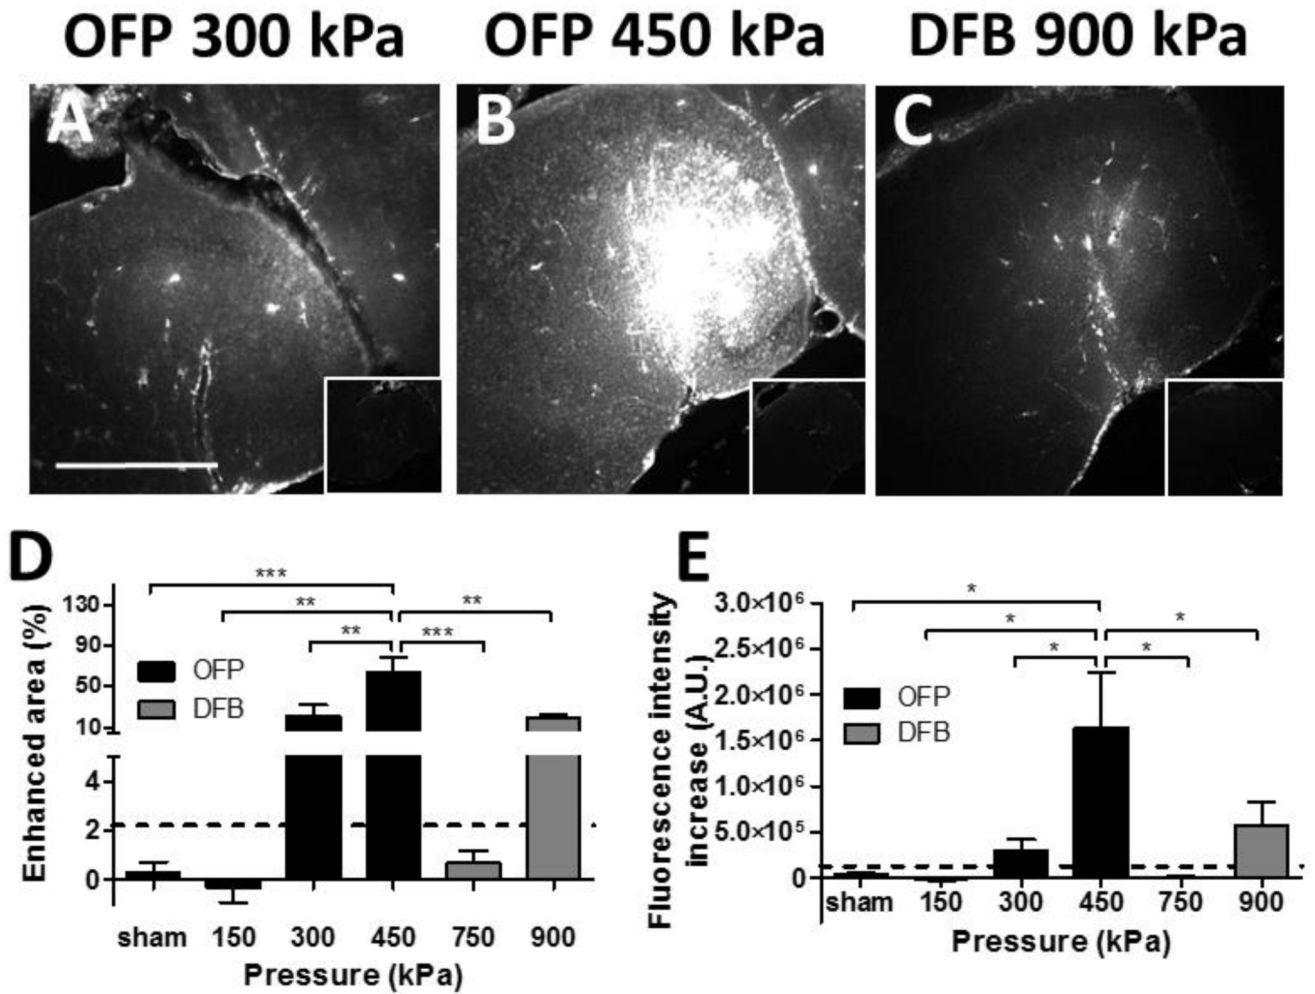 OFP 300 kPa
OFP 450 kPa
DFB 900 kPa
A
B
C
D
Enhanced area (%)
130
90
50
10
4
2
0
***
**
**
**
***
OFP
DFB
sham 150 300 450 750 900
Pressure (kPa)
E
Fluorescence intensity
increase (A.U.)
3.0×10⁶
2.5×10⁶
2.0×10⁶
1.5×10⁶
1.0×10⁶
5.0×10⁵
0
*
*
*
*
*
OFP
DFB
sham 150 300 450 750 900
Pressure (kPa)